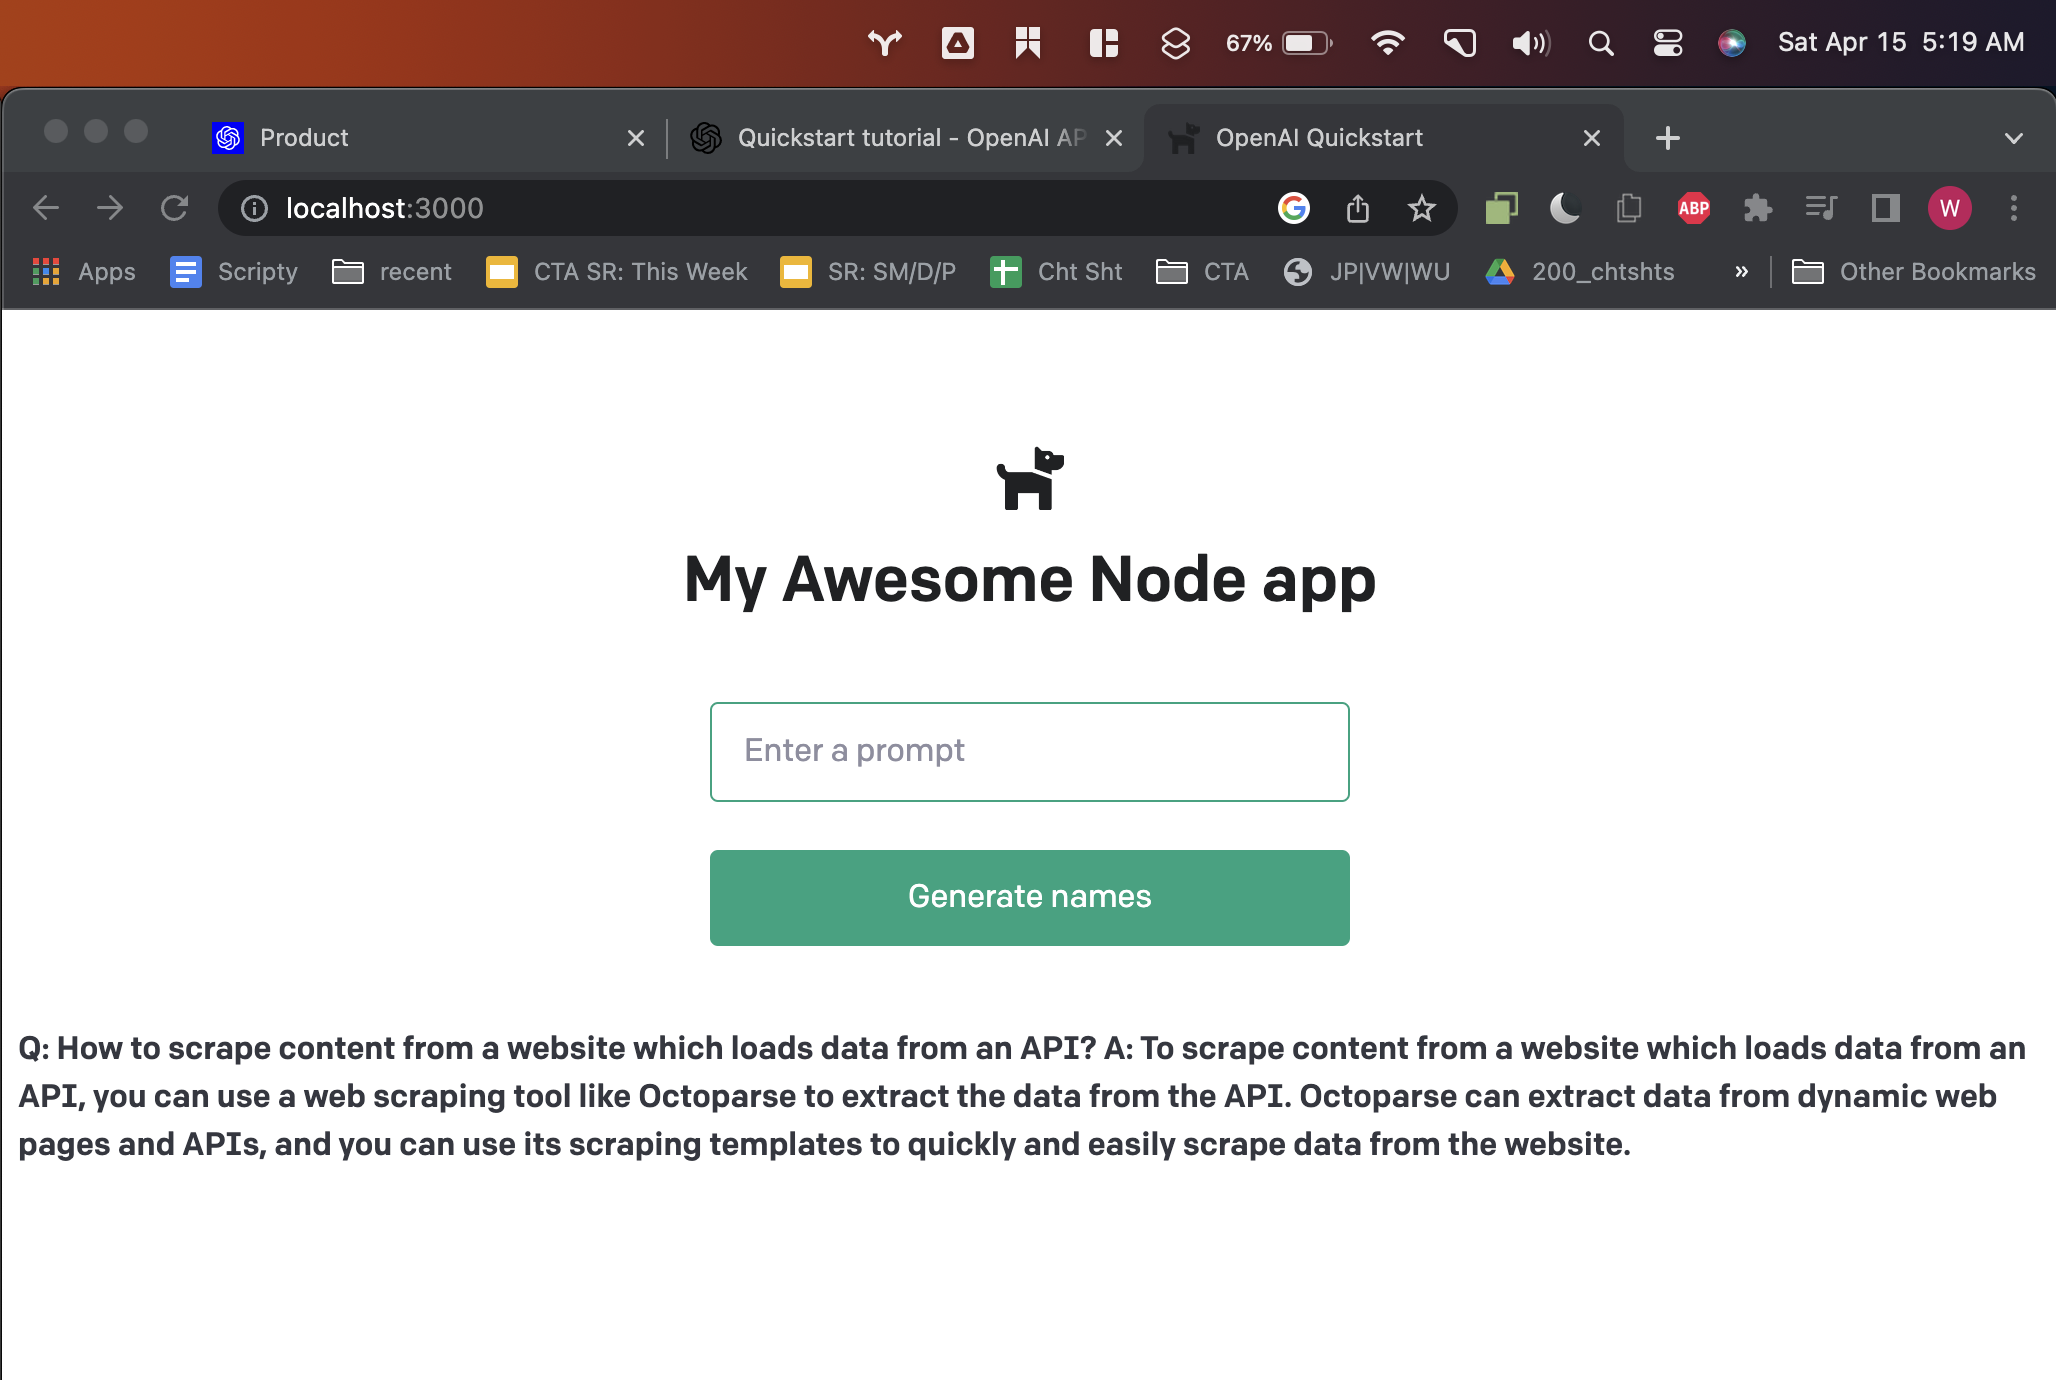 67% Sat Apr 15 5:19 AM
Product Quickstart tutorial - OpenAI AP OpenAI Quickstart
localhost:3000 ABP W
Apps Scripty recent CTA SR: This Week SR: SM/D/P Cht Sht CTA JP|VW|WU 200_chtshts » Other Bookmarks
My Awesome Node app
Enter a prompt
Generate names
Q: How to scrape content from a website which loads data from an API? A: To scrape content from a website which loads data from an
API, you can use a web scraping tool like Octoparse to extract the data from the API. Octoparse can extract data from dynamic web
pages and APIs, and you can use its scraping templates to quickly and easily scrape data from the website.